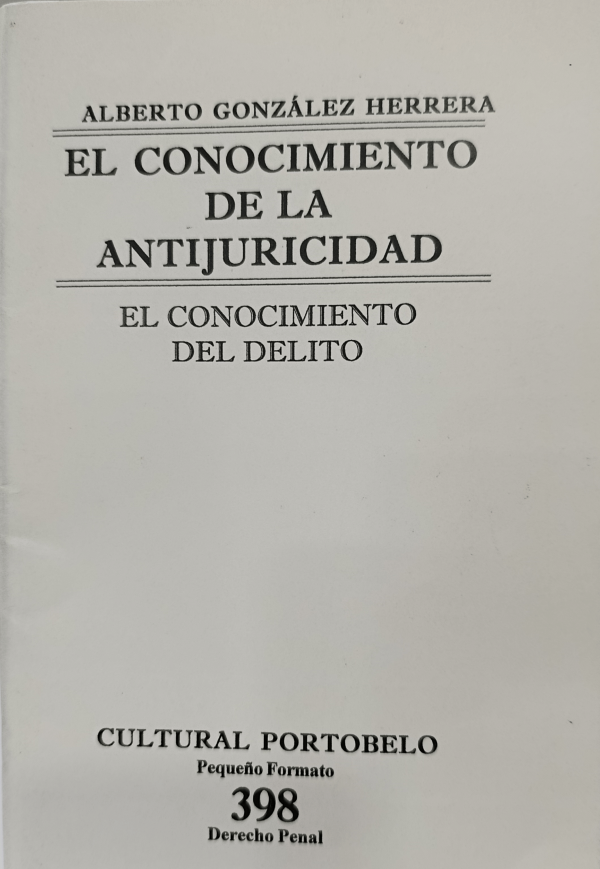 ALBERTO GONZÁLEZ HERRERA
EL CONOCIMIENTO
DE LA
ANTIJURICIDAD
EL CONOCIMIENTO
DEL DELITO
CULTURAL PORTOBELO
Pequeño Formato
398
Derecho Penal